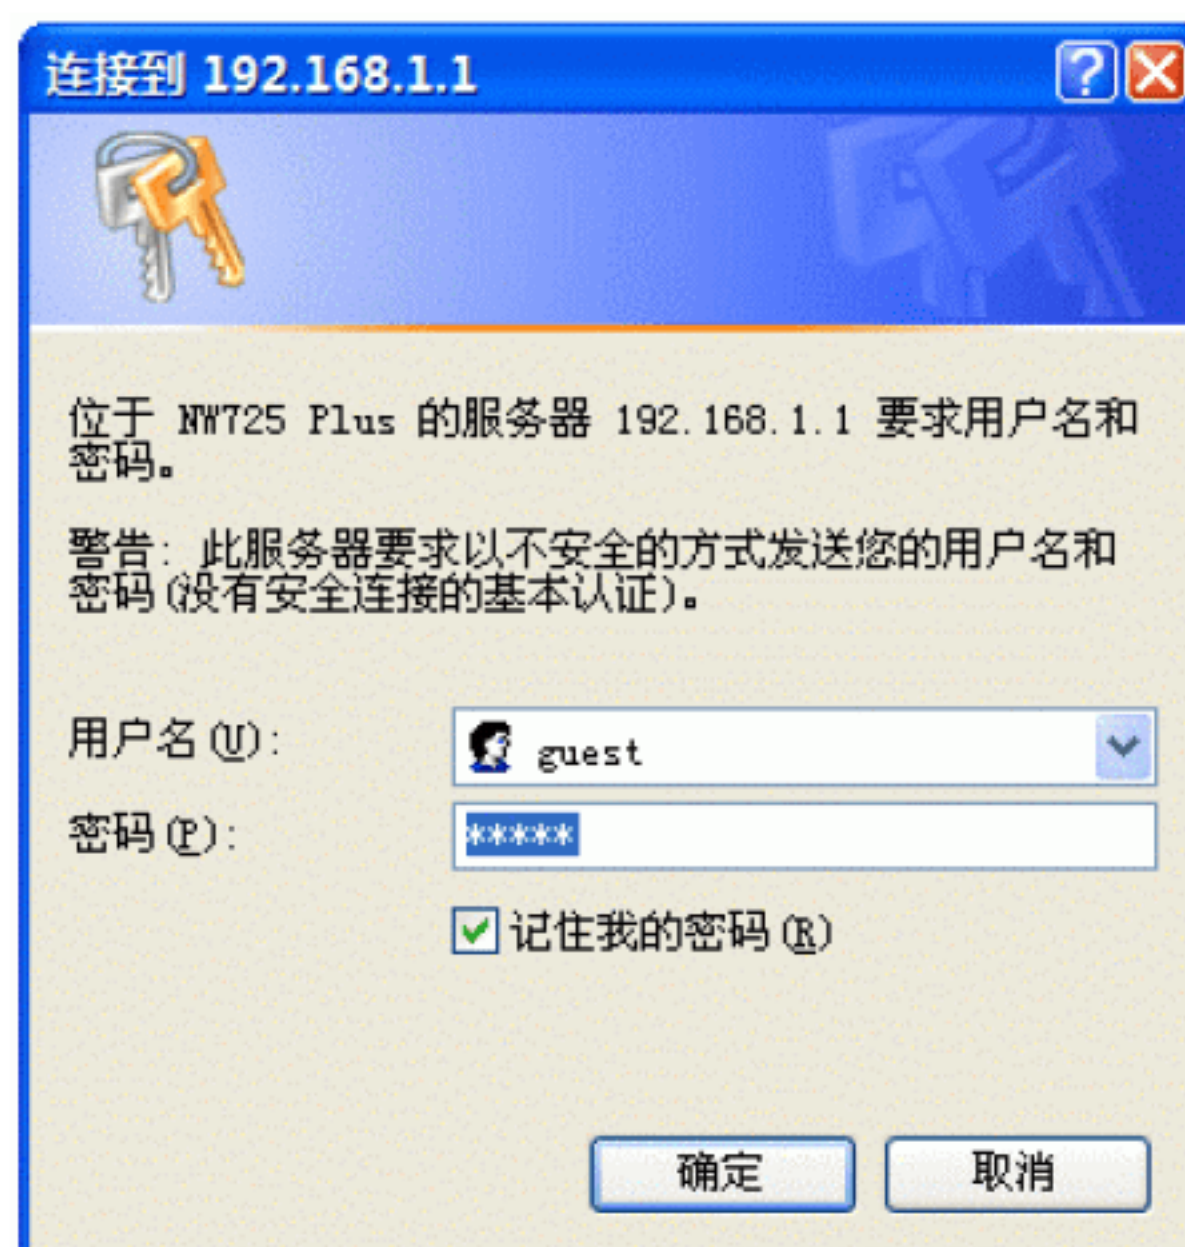 连接到 192.168.1.1
位于 NW725 Plus 的服务器 192.168.1.1 要求用户名和
密码。
警告: 此服务器要求以不安全的方式发送您的用户名和
密码(没有安全连接的基本认证)。
用户名(U):
guest
密码(P):
*****
记住我的密码(R)
确定
取消